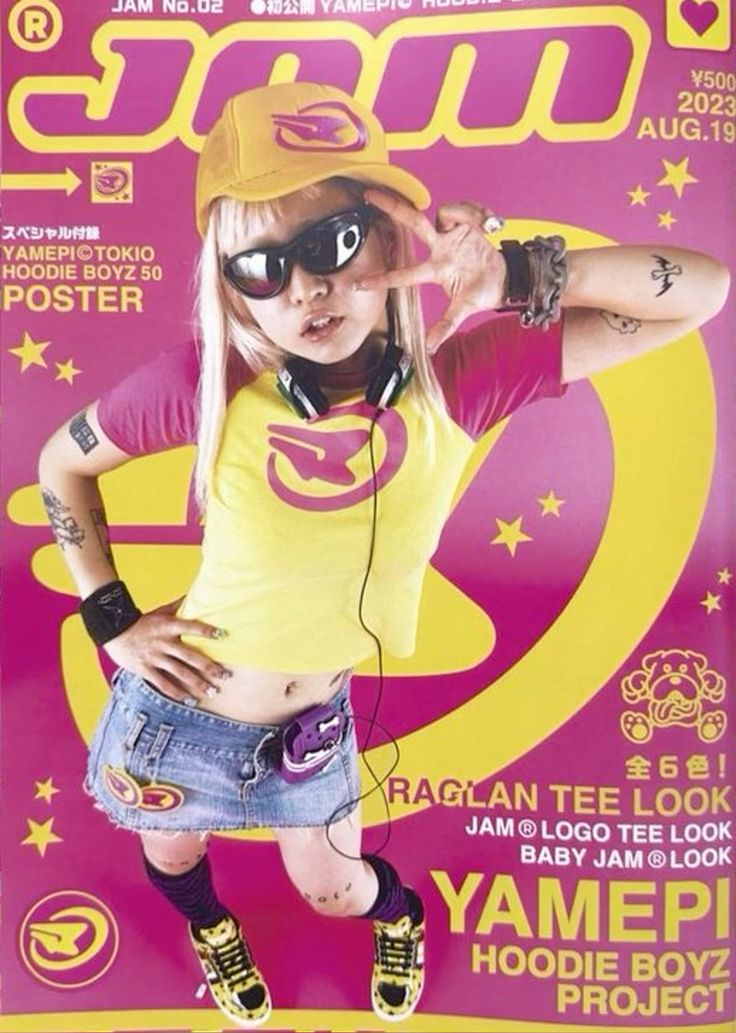 JAM No.02 ●初公開 YAMEPI© HOODIE
®
JAM
¥500
2023
AUG.19
スペシャル付録
YAMEPI©TOKIO
HOODIE BOYZ 50
POSTER
全6色!
RAGLAN TEE LOOK
JAM®LOGO TEE LOOK
BABY JAM®LOOK
YAMEPI
HOODIE BOYZ
PROJECT